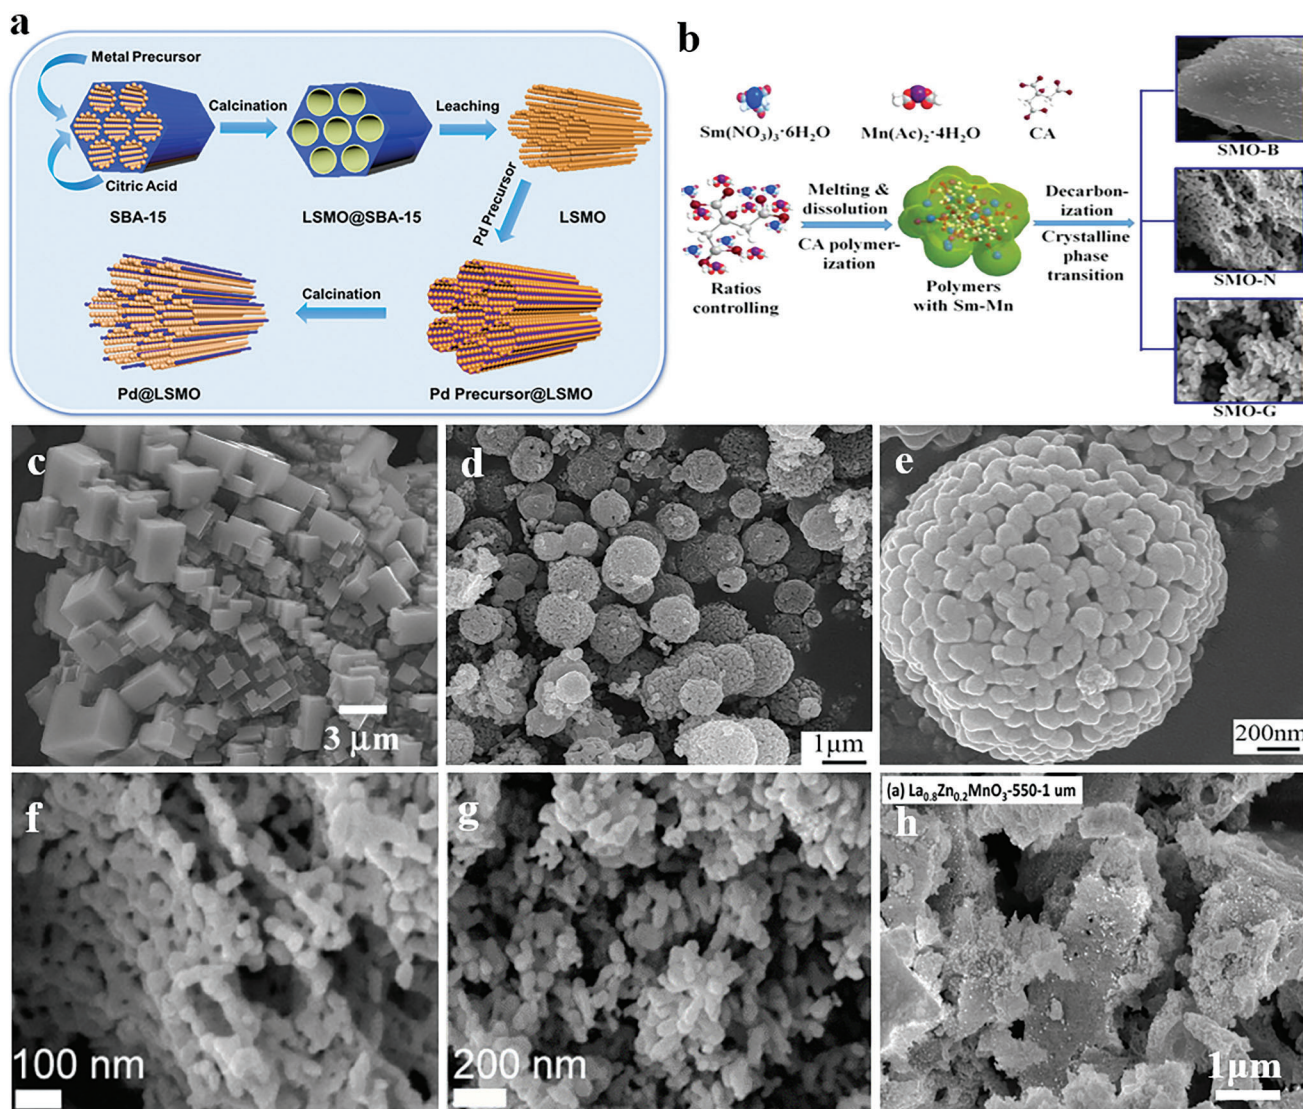 a
Metal Precursor
Calcination
Leaching
Citric Acid
SBA-15
LSMO@SBA-15
LSMO
Pd Precursor
Calcination
Pd@LSMO
Pd Precursor@LSMO
b
Sm(NO₃)₃·6H₂O
Mn(Ac)₂·4H₂O
CA
SMO-B
Melting &
dissolution
CA polymer-
ization
Decarbon-
ization
Crystalline
phase
transition
SMO-N
Ratios
controlling
Polymers
with Sm-Mn
SMO-G
c
3 µm
d
1µm
e
200nm
f
100 nm
g
200 nm
(a) La₀.₈Zn₀.₂MnO₃-550-1 um
h
1µm